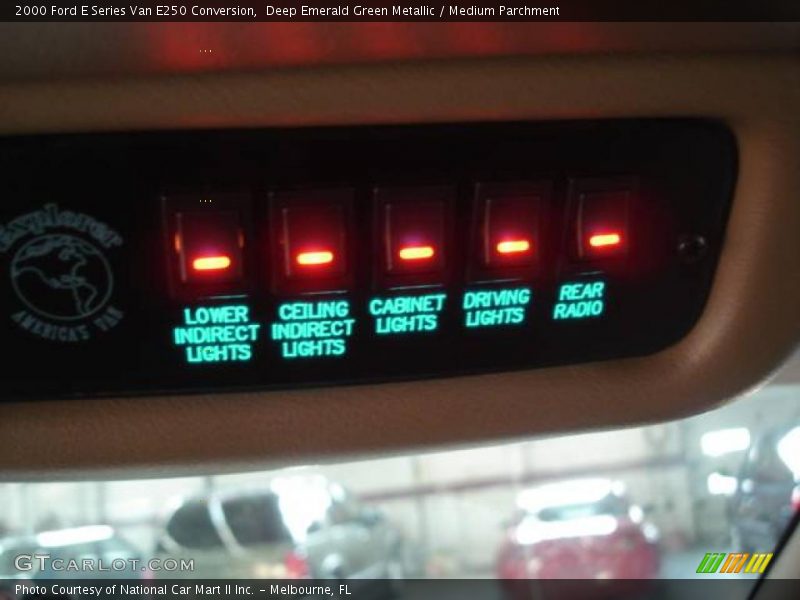 2000 Ford E Series Van E250 Conversion,  Deep Emerald Green Metallic / Medium Parchment
Explorer
AMERICA'S VAN
LOWER
INDIRECT
LIGHTS
CEILING
INDIRECT
LIGHTS
CABINET
LIGHTS
DRIVING
LIGHTS
REAR
RADIO
GTCARLOT.COM
Photo Courtesy of National Car Mart II Inc. – Melbourne, FL